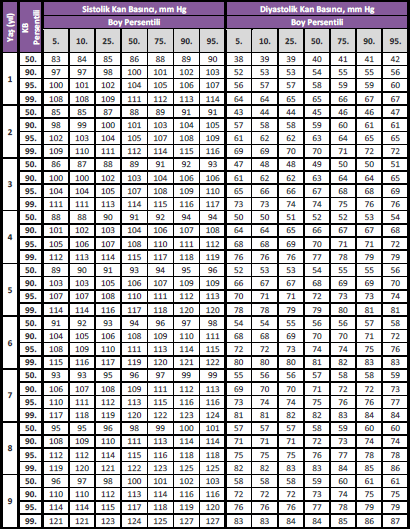 Yaş (yıl) KB Persentili Sistolik Kan Basıncı, mm Hg Diyastolik Kan Basıncı, mm Hg
Boy Persentili Boy Persentili
5. 10. 25. 50. 75. 90. 95. 5. 10. 25. 50. 75. 90. 95.
1 50. 83 84 85 86 88 89 90 38 39 39 40 41 41 42
90. 97 97 98 100 101 102 103 52 53 53 54 55 55 56
95. 100 101 102 104 105 106 107 56 57 57 58 59 59 60
99. 108 108 109 111 112 113 114 64 64 65 65 66 67 67
2 50. 85 85 87 88 89 91 91 43 44 44 45 46 46 47
90. 98 99 100 101 103 104 105 57 58 58 59 60 61 61
95. 102 103 104 105 107 108 109 61 62 62 63 64 65 65
99. 109 110 111 112 114 115 116 69 69 70 70 71 72 72
3 50. 86 87 88 89 91 92 93 47 48 48 49 50 50 51
90. 100 100 102 103 104 106 106 61 62 62 63 64 64 65
95. 104 104 105 107 108 109 110 65 66 66 67 68 68 69
99. 111 111 113 114 115 116 117 73 73 74 74 75 76 76
4 50. 88 88 90 91 92 94 94 50 50 51 52 52 53 54
90. 101 102 103 104 106 107 108 64 64 65 66 67 67 68
95. 105 106 107 108 110 111 112 68 68 69 70 71 71 72
99. 112 113 114 115 117 118 119 76 76 76 77 78 79 79
5 50. 89 90 91 93 94 95 96 52 53 53 54 55 55 56
90. 103 103 105 106 107 109 109 66 67 67 68 69 69 70
95. 107 107 108 110 111 112 113 70 71 71 72 73 73 74
99. 114 114 116 117 118 120 120 78 78 79 79 80 81 81
6 50. 91 92 93 94 96 97 98 54 54 55 56 56 57 58
90. 104 105 106 108 109 110 111 68 68 69 70 70 71 72
95. 108 109 110 111 113 114 115 72 72 73 74 74 75 76
99. 115 116 117 119 120 121 122 80 80 80 81 82 83 83
7 50. 93 93 95 96 97 99 99 55 56 56 57 58 58 59
90. 106 107 108 109 111 112 113 69 70 70 71 72 72 73
95. 110 111 112 113 115 116 116 73 74 74 75 76 76 77
99. 117 118 119 120 122 123 124 81 81 82 82 83 84 84
8 50. 95 95 96 98 99 100 101 57 57 57 58 59 60 60
90. 108 109 110 111 113 114 114 71 71 71 72 73 74 74
95. 112 112 114 115 116 118 118 75 75 75 76 77 78 78
99. 119 120 121 122 123 125 125 82 82 83 83 84 85 86
9 50. 96 97 98 100 101 102 103 58 58 58 59 60 61 61
90. 110 110 112 113 114 116 116 72 72 72 73 74 75 75
95. 114 114 115 117 118 119 120 76 76 76 77 78 79 79
99. 121 121 123 124 125 127 127 83 83 84 84 85 86 87